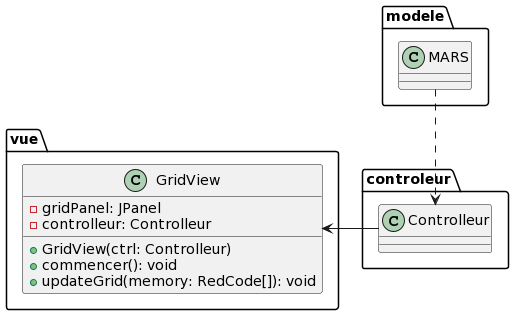 modele
C MARS
controleur
C Controlleur
vue
C GridView
gridPanel: JPanel
controlleur: Controlleur
GridView(ctrl: Controlleur)
commencer(): void
updateGrid(memory: RedCode[]): void